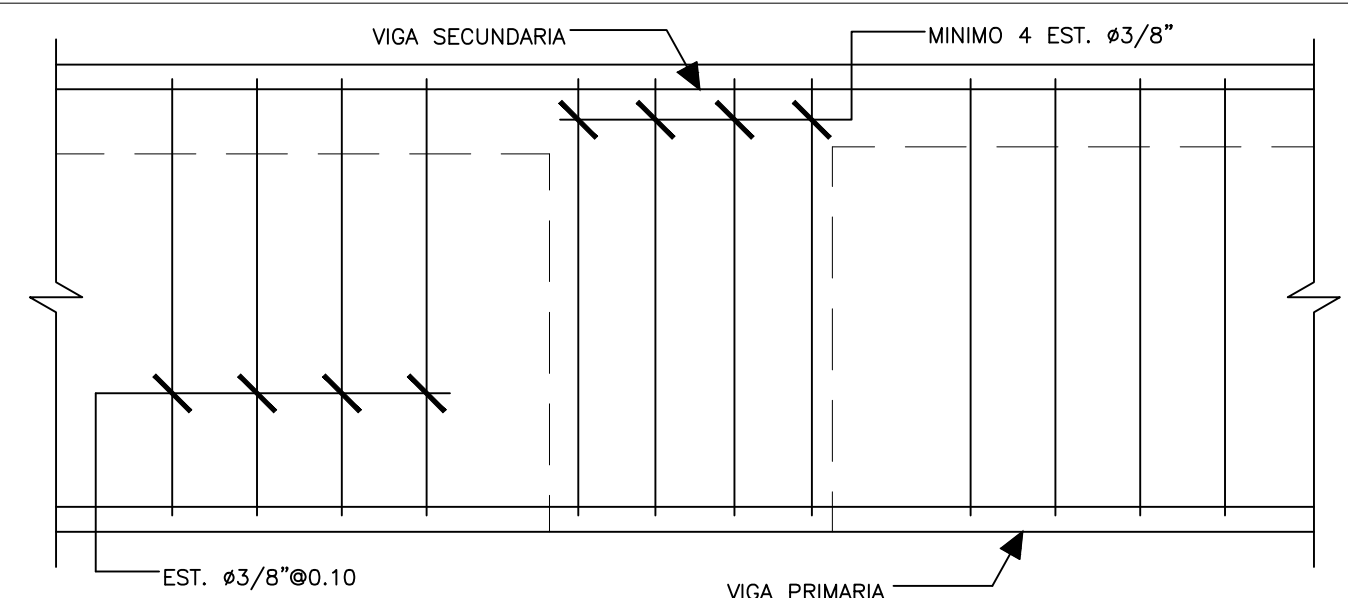 VIGA SECUNDARIA
MINIMO 4 EST. ø3/8”
EST. ø3/8”@0.10
VIGA PRIMARIA